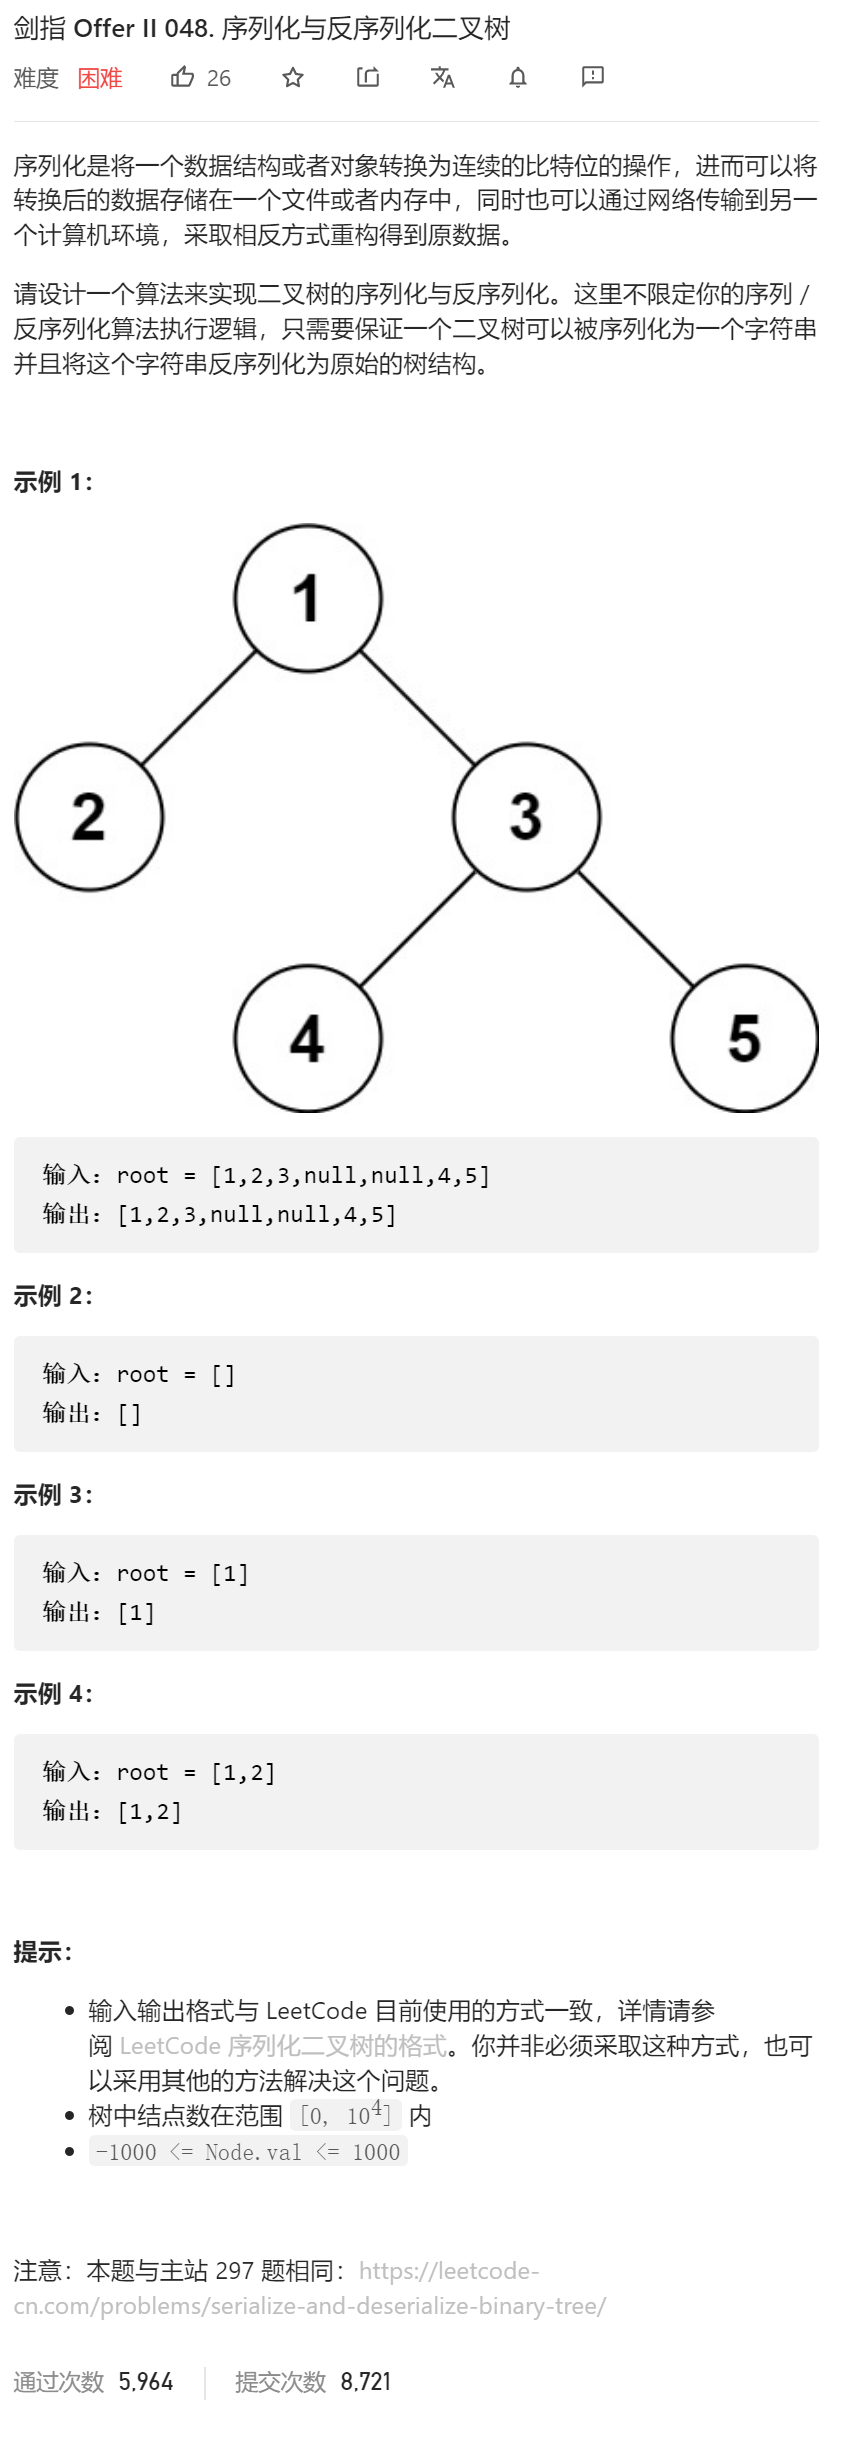 剑指 Offer II 048. 序列化与反序列化二叉树
难度 困难 26
序列化是将一个数据结构或者对象转换为连续的比特位的操作，进而可以将
转换后的数据存储在一个文件或者内存中，同时也可以通过网络传输到另一
个计算机环境，采取相反方式重构得到原数据。
请设计一个算法来实现二叉树的序列化与反序列化。这里不限定你的序列 /
反序列化算法执行逻辑，只需要保证一个二叉树可以被序列化为一个字符串
并且将这个字符串反序列化为原始的树结构。
示例 1：
1
2 3
4 5
输入：root = [1,2,3,null,null,4,5]
输出：[1,2,3,null,null,4,5]
示例 2：
输入：root = []
输出：[]
示例 3：
输入：root = [1]
输出：[1]
示例 4：
输入：root = [1,2]
输出：[1,2]
提示：
输入输出格式与 LeetCode 目前使用的方式一致，详情请参
阅 LeetCode 序列化二叉树的格式。你并非必须采取这种方式，也可
以采用其他的方法解决这个问题。
树中结点数在范围 [0, 10^4] 内
-1000 <= Node.val <= 1000
注意：本题与主站 297 题相同：https://leetcode-
cn.com/problems/serialize-and-deserialize-binary-tree/
通过次数 5,964 提交次数 8,721